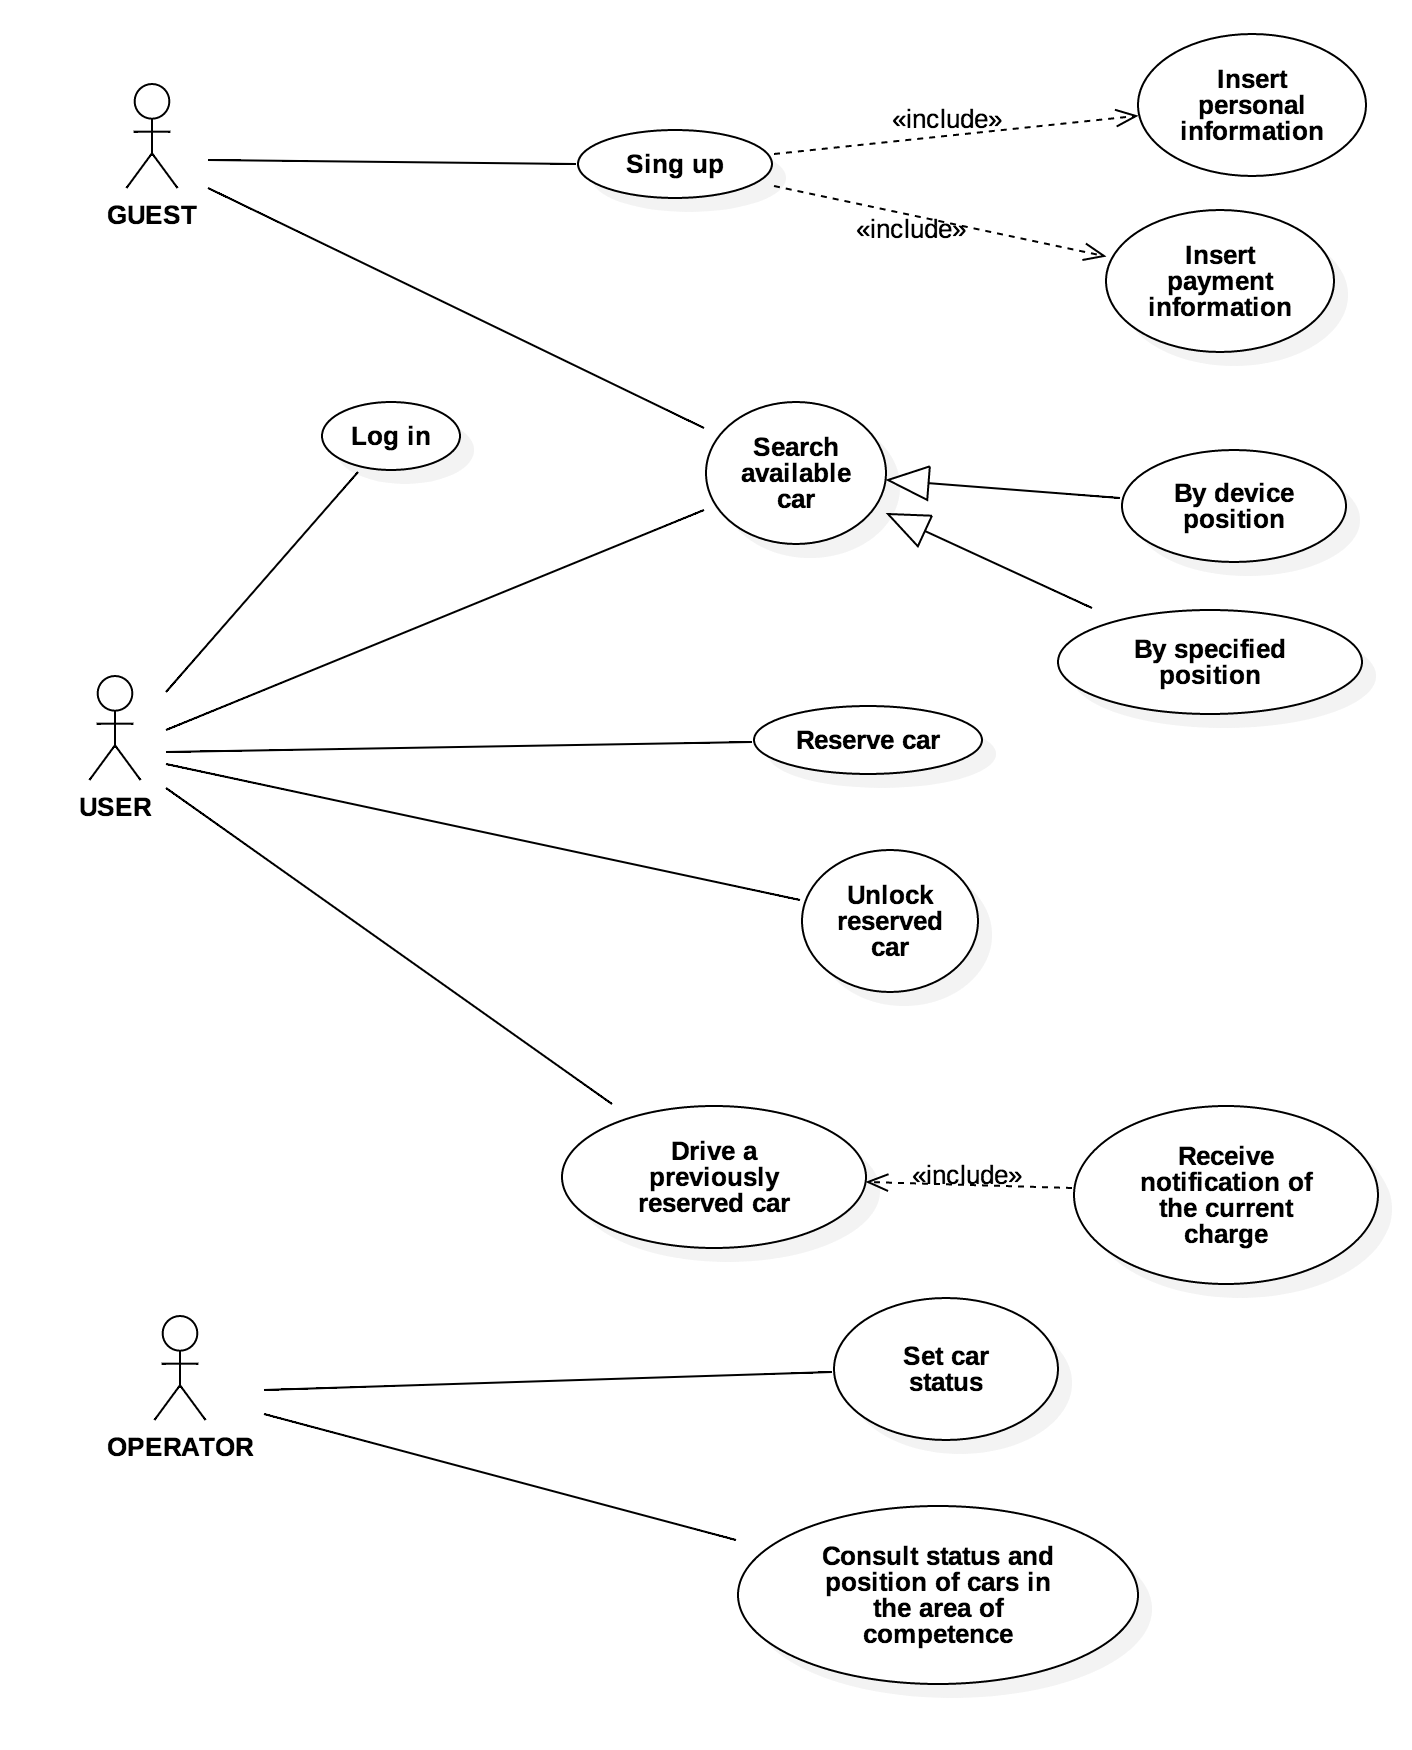 Insert
personal
information
«include»
Sing up
GUEST
«include»
Insert
payment
information
Log in
Search
available
car
By device
position
By specified
position
Reserve car
USER
Unlock
reserved
car
Drive a
previously
reserved car
«include»
Receive
notification of
the current
charge
Set car
status
OPERATOR
Consult status and
position of cars in
the area of
competence